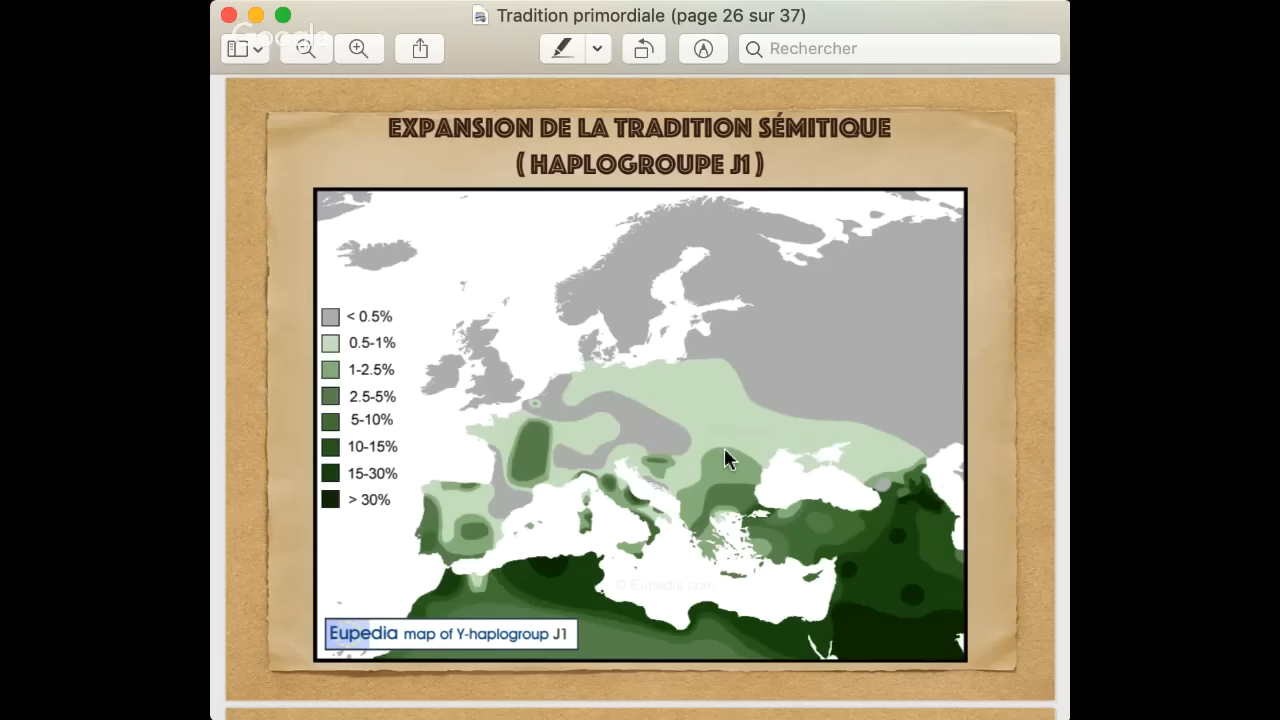 Tradition primordiale (page 26 sur 37)
Google
Rechercher
EXPANSION DE LA TRADITION SÉMITIQUE
( HAPLOGROUPE J1 )
< 0.5%
0.5-1%
1-2.5%
2.5-5%
5-10%
10-15%
15-30%
> 30%
© Eupedia.com
Eupedia map of Y-haplogroup J1